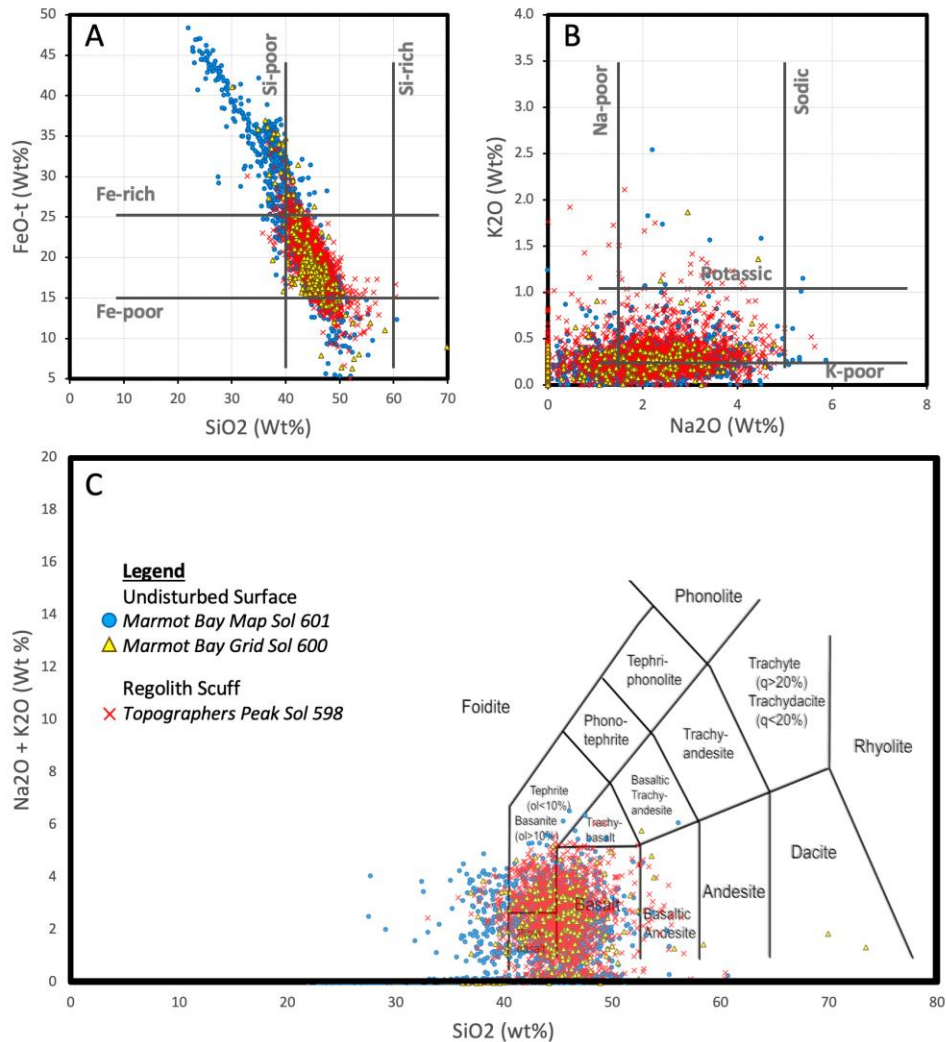 A
FeO-t (Wt%)
50
45
40
35
30
25
20
15
10
5
Si-poor
Si-rich
Fe-rich
Fe-poor
0
10
20
30
40
50
60
70
SiO2 (Wt%)
B
K2O (Wt%)
4.0
3.5
3.0
2.5
2.0
1.5
1.0
0.5
0.0
Na-poor
Sodic
Potassic
K-poor
0
2
4
6
8
Na2O (Wt%)
C
Na2O + K2O (Wt %)
20
18
16
14
12
10
8
6
4
2
0
Legend
Undisturbed Surface
Marmot Bay Map Sol 601
Marmot Bay Grid Sol 600
Regolith Scuff
Topographers Peak Sol 598
Foidite
Phonolite
Tephri-
phonolite
Phono-
tephrite
Tephrite
(ol<10%)
Basanite
(ol>10%)
Trachy-
basalt
Basaltic
Trachy-
andesite
Trachy-
andesite
Trachyte
(q>20%)
Trachydacite
(q<20%)
Rhyolite
Basalt
Basaltic
Andesite
Andesite
Dacite
basalt
0
10
20
30
40
50
60
70
80
SiO2 (wt%)